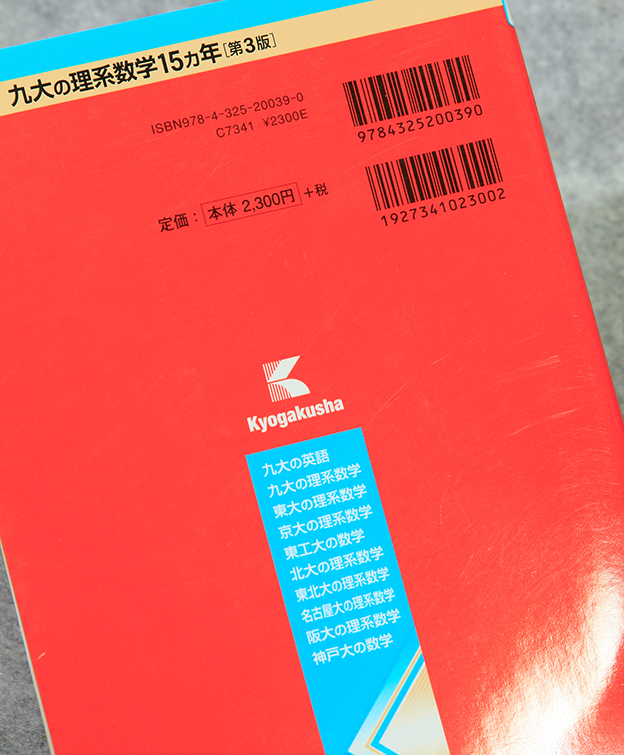 九大の理系数学15カ年[第3版]
ISBN978-4-325-20039-0
C7341 ¥2300E
定価：本体 2,300円+税
9784325200390
1927341023002
Kyogakusha
九大の英語
九大の理系数学
東大の理系数学
京大の理系数学
東工大の数学
北大の理系数学
東北大の理系数学
名古屋大の理系数学
阪大の理系数学
神戸大の数学